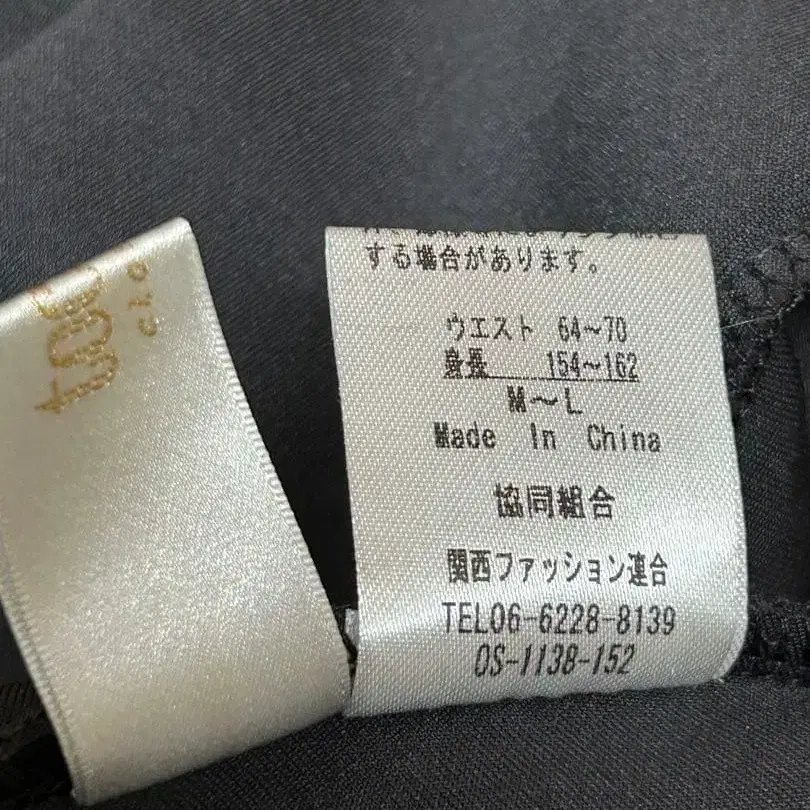 する場合があります。
ウエスト 64～70
身長 154～162
M～L
Made In China
協同組合
関西ファッション連合
TEL06-6228-8139
OS-1138-152